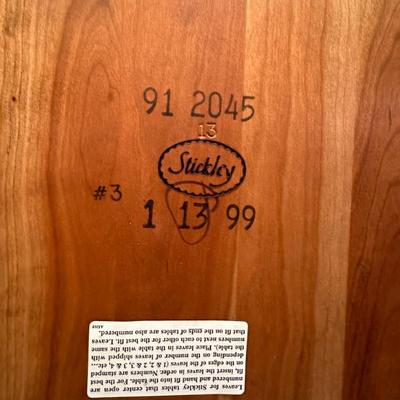 91 2045
13
Stickley
#3
1 13 99
Leaves for Stickley tables that center open are
numbered and hand fit into the table. For the best
fit, insert the leaves in order. Numbers are stamped
on the edges of the leaves (1 & 2, 2 & 3, 3 & 4, etc...
depending on the number of leaves shipped with
the table). Place leaves in the table with the same
numbers next to each other for the best fit. Leaves
that fit on the ends of tables are also numbered.